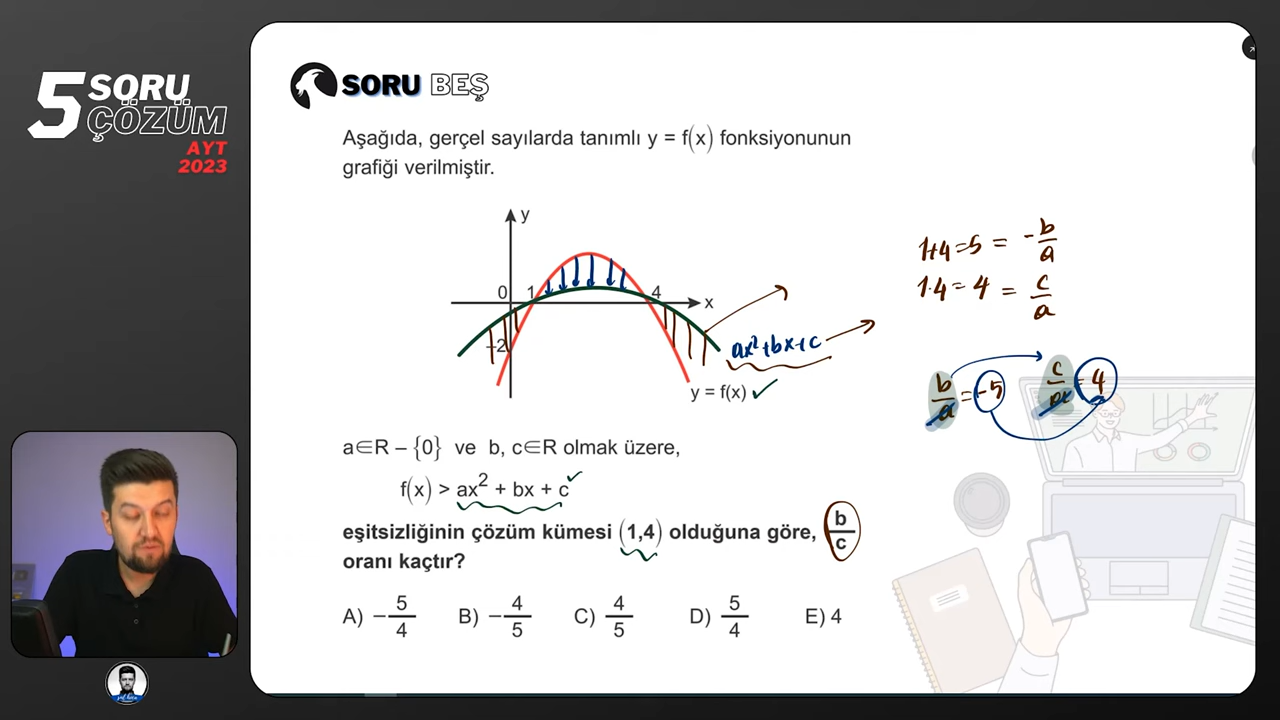 5 SORU
ÇÖZÜM
AYT
2023
SORU BEŞ
Aşağıda, gerçel sayılarda tanımlı y = f(x) fonksiyonunun
grafiği verilmiştir.
y
0 1 4 x
-2
ax²+bx+c
y = f(x) ✓
1+4=5 = -b/a
1.4=4 = c/a
b/a = -5 c/a = 4
a∈R – {0} ve b, c∈R olmak üzere,
f(x) > ax² + bx + c ✓
eşitsizliğinin çözüm kümesi (1,4) olduğuna göre, b/c
oranı kaçtır?
A) –5/4 B) –4/5 C) 4/5 D) 5/4 E) 4